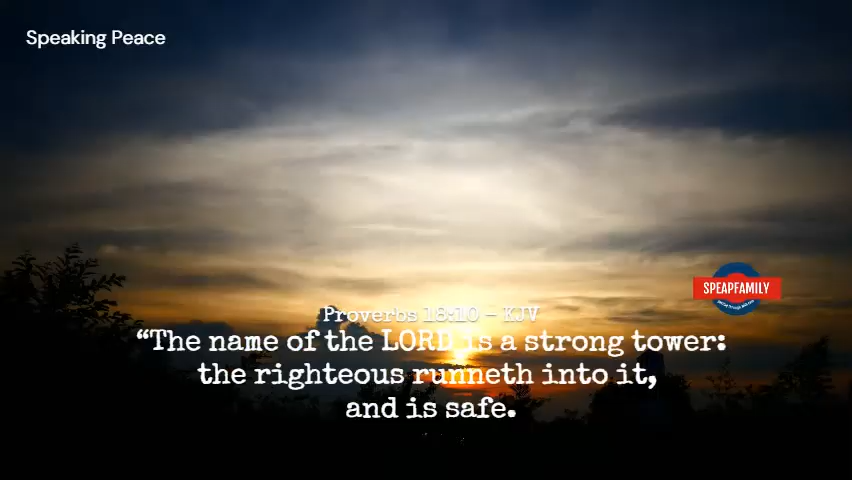 Speaking Peace
SPEAPFAMILY
Proverbs 18:10 – KJV
“The name of the LORD is a strong tower:
the righteous runneth into it,
and is safe.